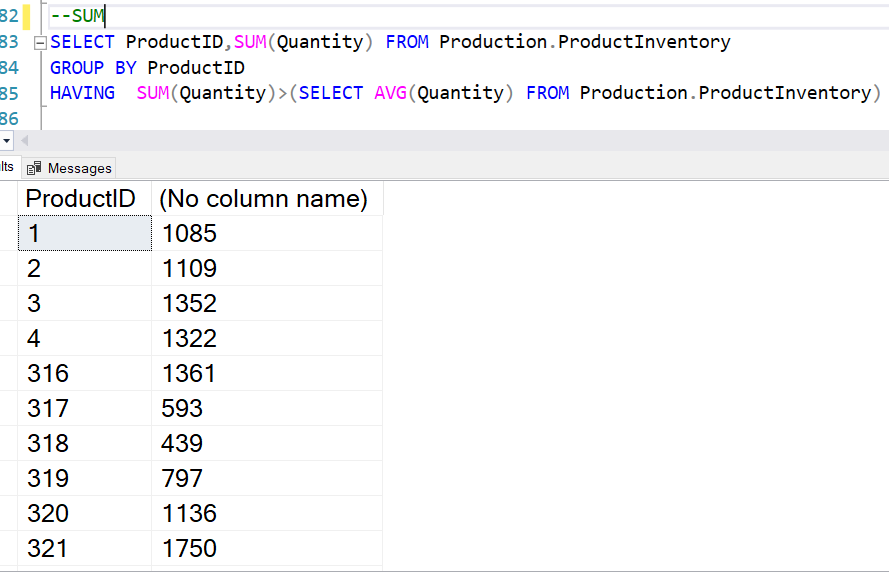 82 --SUM
83 SELECT ProductID,SUM(Quantity) FROM Production.ProductInventory
84 GROUP BY ProductID
85 HAVING  SUM(Quantity)>(SELECT AVG(Quantity) FROM Production.ProductInventory)
86
lts Messages
ProductID (No column name)
1 1085
2 1109
3 1352
4 1322
316 1361
317 593
318 439
319 797
320 1136
321 1750